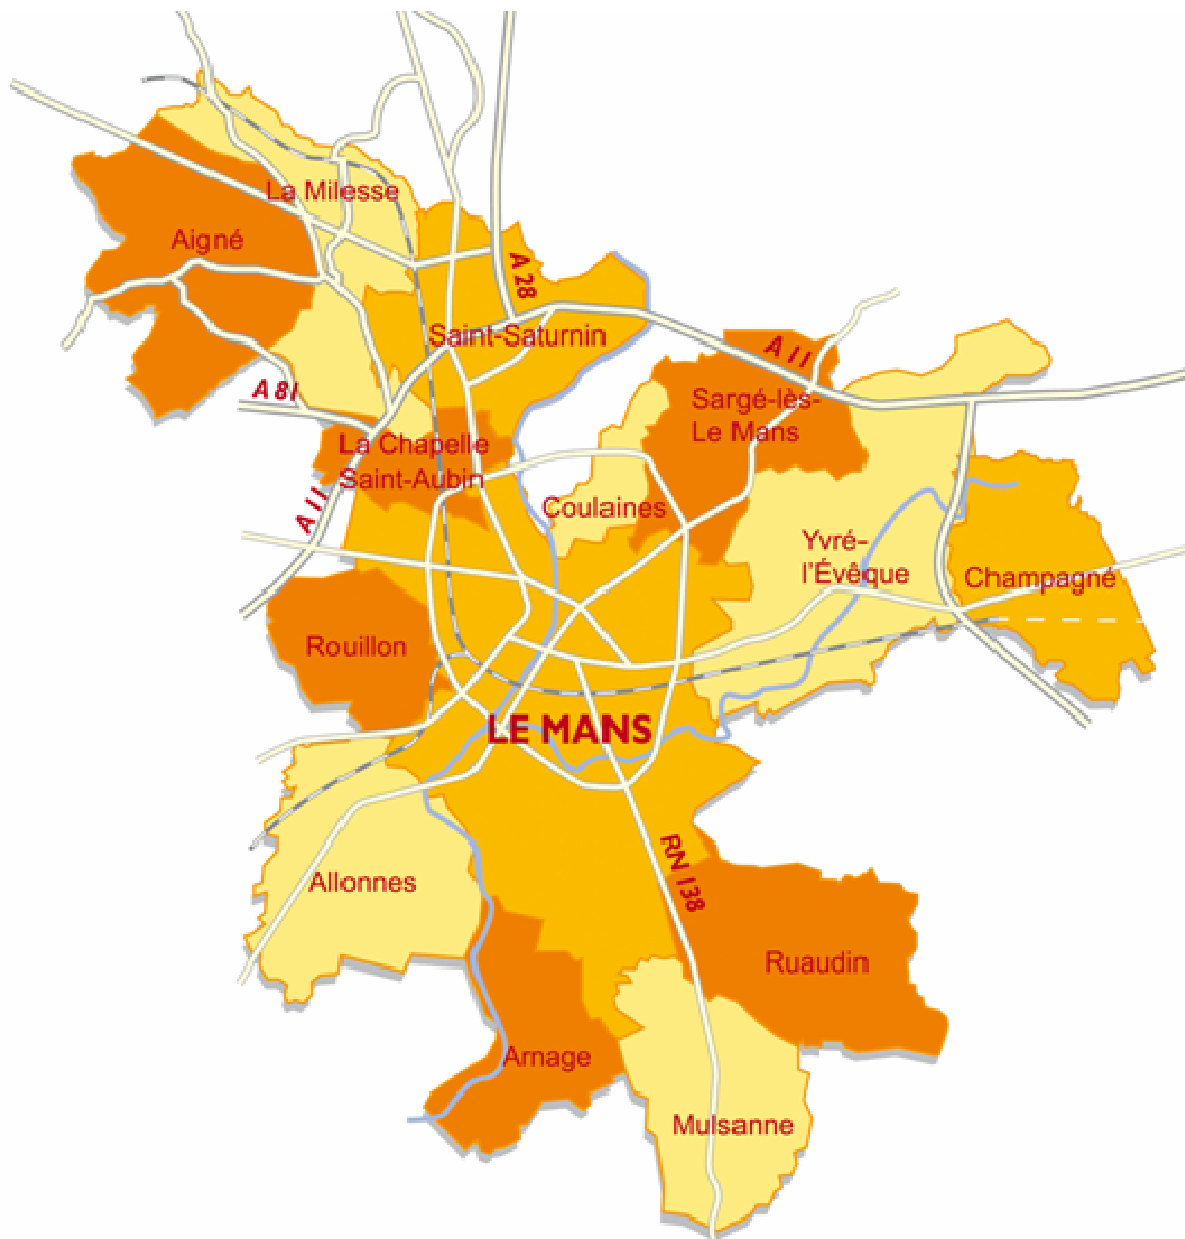 La Milesse
Aigné
A 28
Saint-Saturnin
A 11
A 81
Sargé-lès-
Le Mans
La Chapelle
Saint-Aubin
A 11
Coulaines
Yvré-
l'Évêque
Champagné
Rouillon
LE MANS
RN 138
Allonnes
Ruaudin
Arnage
Mulsanne